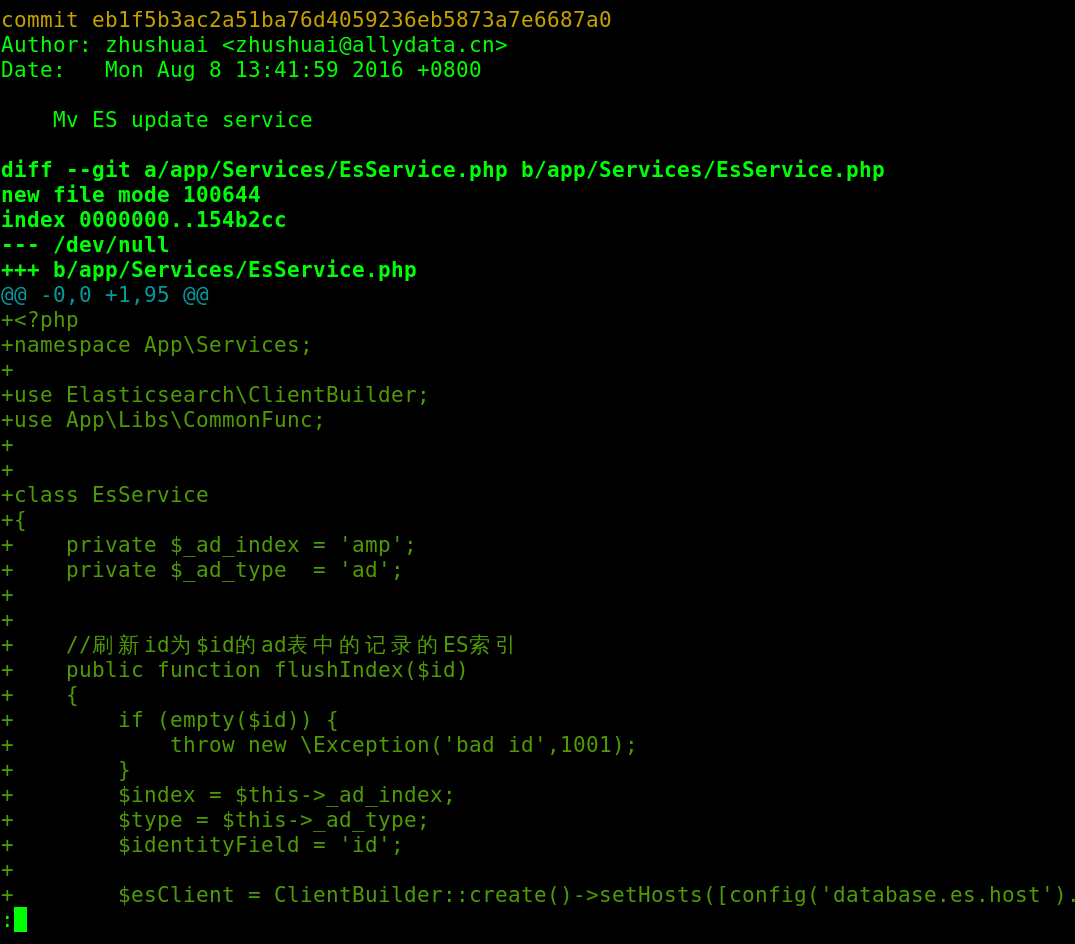 commit eb1f5b3ac2a51ba76d4059236eb5873a7e6687a0
Author: zhushuai <zhushuai@allydata.cn>
Date:   Mon Aug 8 13:41:59 2016 +0800

    Mv ES update service

diff --git a/app/Services/EsService.php b/app/Services/EsService.php
new file mode 100644
index 0000000..154b2cc
--- /dev/null
+++ b/app/Services/EsService.php
@@ -0,0 +1,95 @@
+<?php
+namespace App\Services;
+
+use Elasticsearch\ClientBuilder;
+use App\Libs\CommonFunc;
+
+
+class EsService
+{
+    private $_ad_index = 'amp';
+    private $_ad_type  = 'ad';
+
+
+    //刷新id为$id的ad表中的记录的ES索引
+    public function flushIndex($id)
+    {
+        if (empty($id)) {
+            throw new \Exception('bad id',1001);
+        }
+        $index = $this->_ad_index;
+        $type = $this->_ad_type;
+        $identityField = 'id';
+
+        $esClient = ClientBuilder::create()->setHosts([config('database.es.host').
: